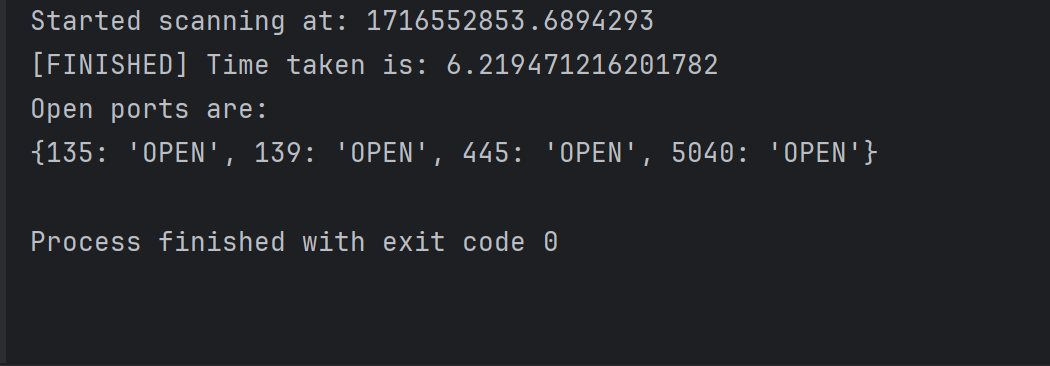 Started scanning at: 1716552853.6894293
[FINISHED] Time taken is: 6.219471216201782
Open ports are:
{135: 'OPEN', 139: 'OPEN', 445: 'OPEN', 5040: 'OPEN'}
Process finished with exit code 0